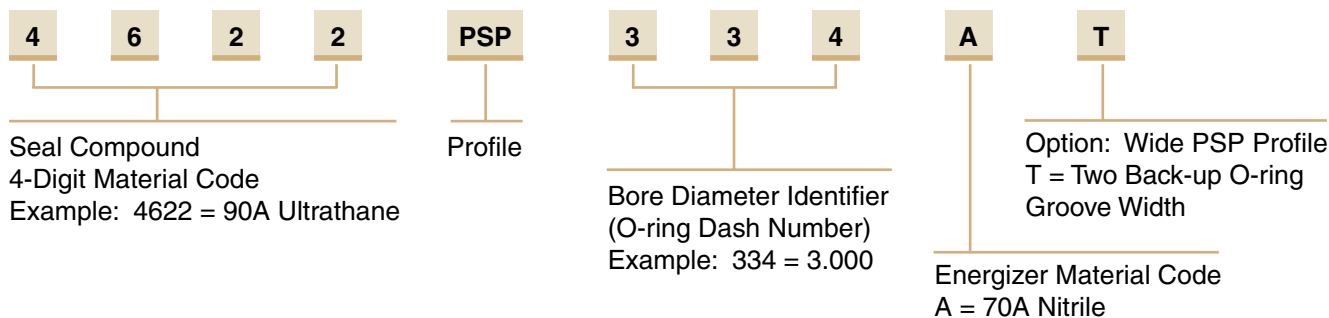 4 6 2 2 PSP 3 3 4 A T
Seal Compound
4-Digit Material Code
Example: 4622 = 90A Ultrathane
Profile
Bore Diameter Identifier
(O-ring Dash Number)
Example: 334 = 3.000
Option: Wide PSP Profile
T = Two Back-up O-ring
Groove Width
Energizer Material Code
A = 70A Nitrile